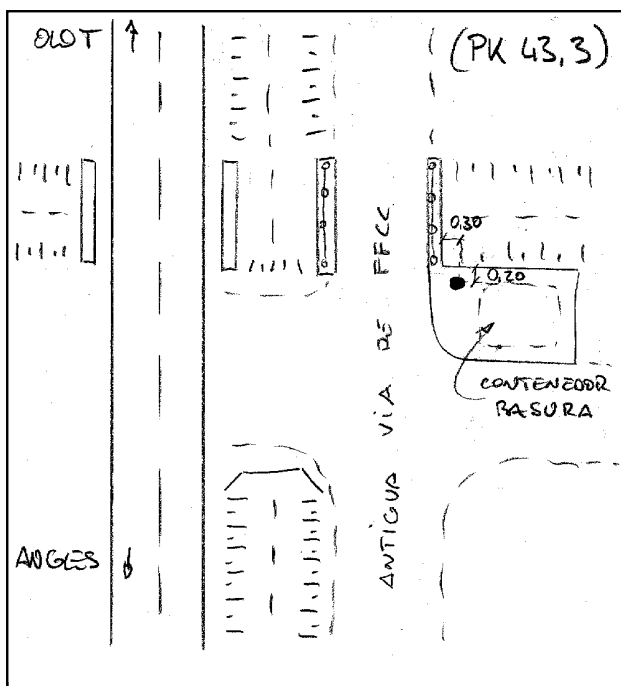 OLOT
(PK 43,3)
0,30
0,20
ANTIGUA VIA DE FFCC
CONTENEDOR
BASURA
ANGLES